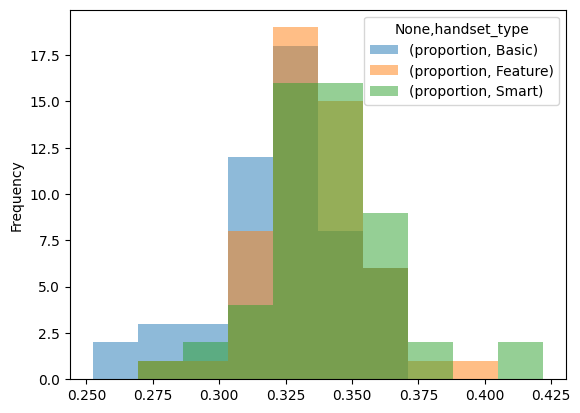 None,handset_type
(proportion, Basic)
(proportion, Feature)
(proportion, Smart)
Frequency
17.5
15.0
12.5
10.0
7.5
5.0
2.5
0.0
0.250 0.275 0.300 0.325 0.350 0.375 0.400 0.425